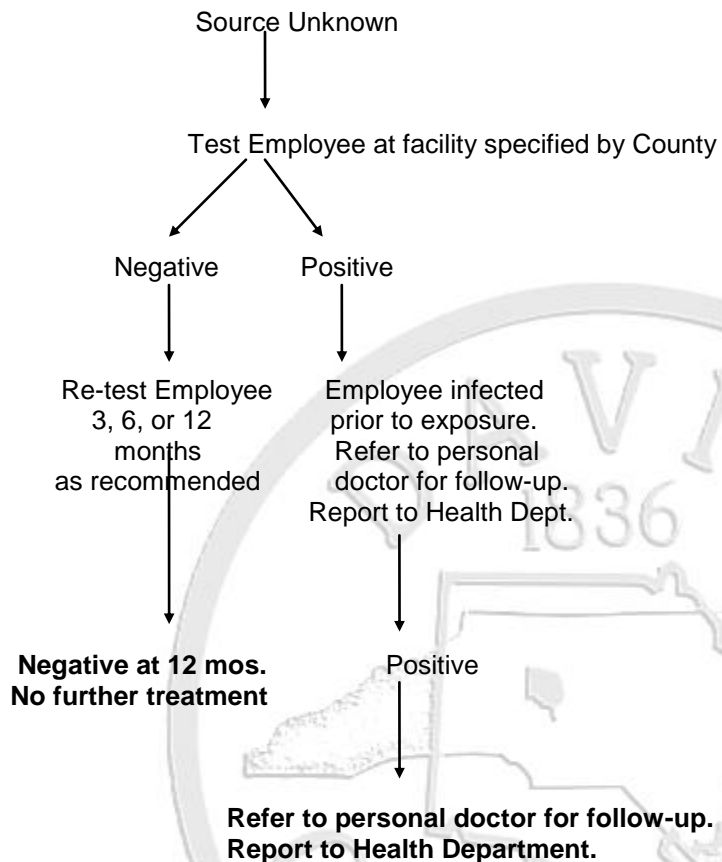 Source Unknown
Test Employee at facility specified by County
Negative
Positive
Re-test Employee
3, 6, or 12
months
as recommended
Employee infected
prior to exposure.
Refer to personal
doctor for follow-up.
Report to Health Dept.
Negative at 12 mos.
No further treatment
Positive
Refer to personal doctor for follow-up.
Report to Health Department.
DAVI
1836